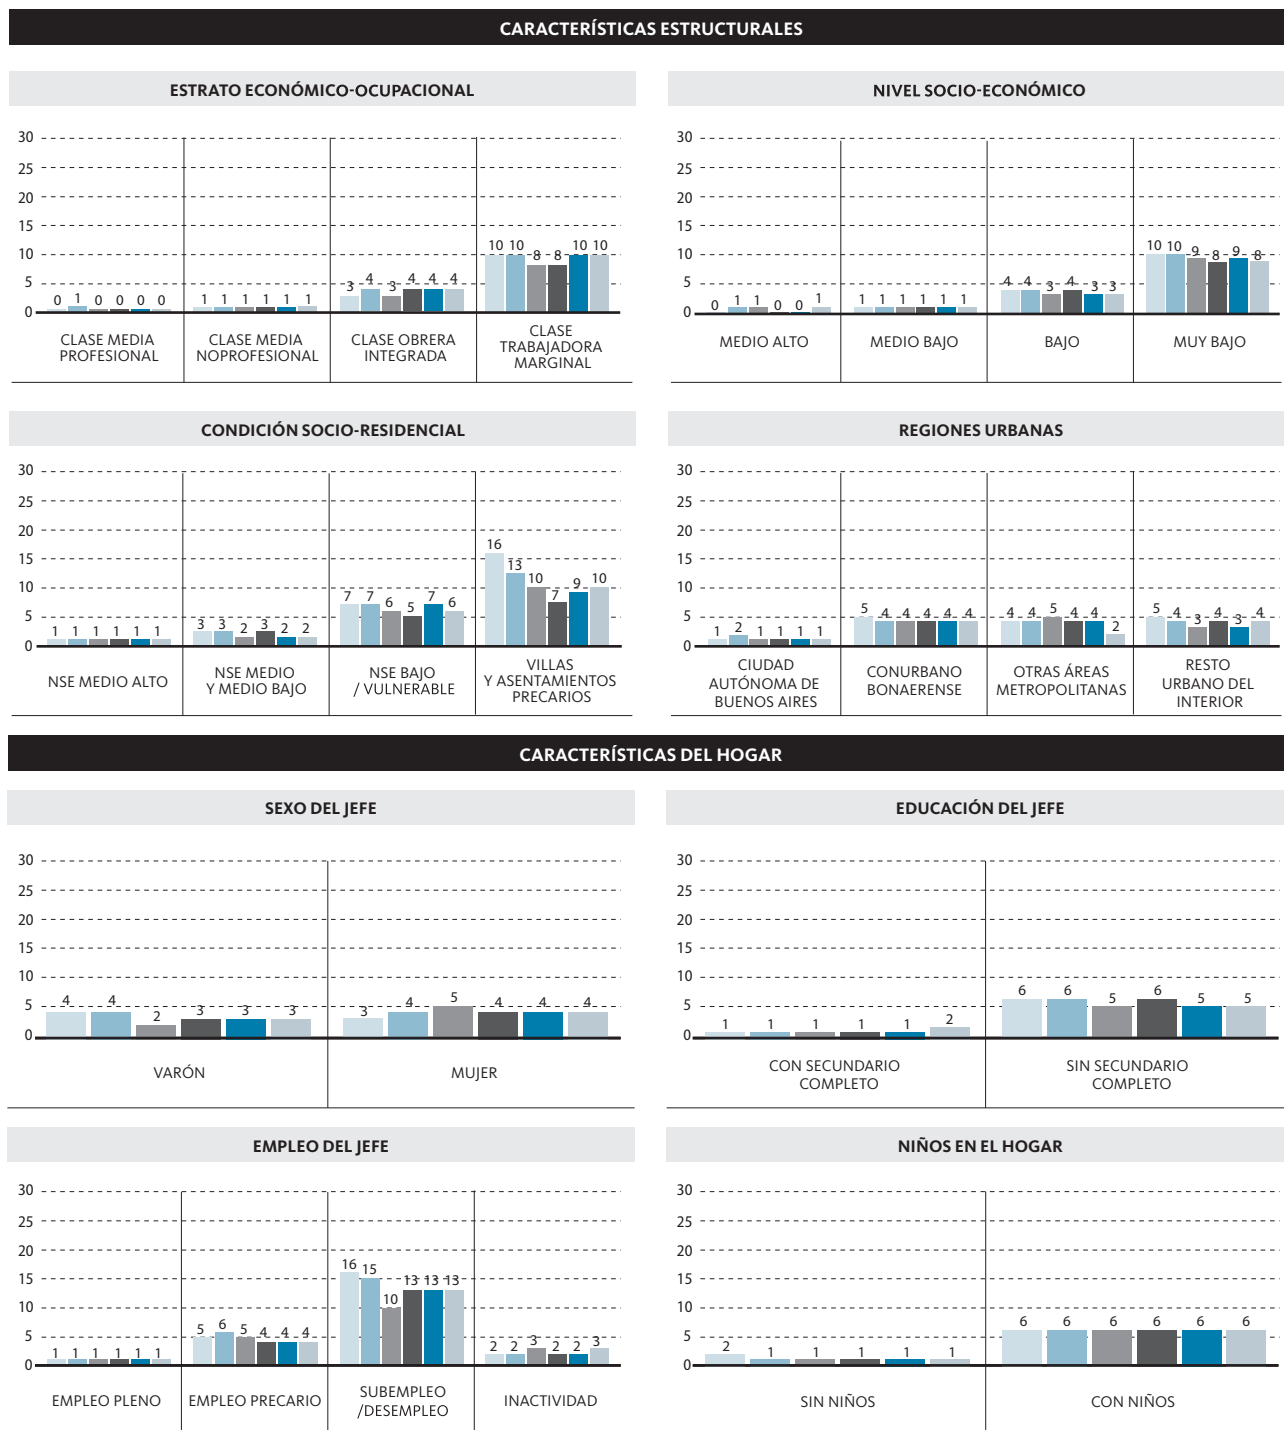 CARACTERÍSTICAS ESTRUCTURALES
ESTRATO ECONÓMICO-OCUPACIONAL
30
25
20
15
10
5
0
0 1 0 0 0 0
1 1 1 1 1 1
3 4 3 4 4 4
10 10 8 8 10 10
CLASE MEDIA
PROFESIONAL
CLASE MEDIA
NOPROFESIONAL
CLASE OBRERA
INTEGRADA
CLASE
TRABAJADORA
MARGINAL
NIVEL SOCIO-ECONÓMICO
30
25
20
15
10
5
0
0 1 1 0 0 1
1 1 1 1 1 1
4 4 3 4 3 3
10 10 9 8 9 8
MEDIO ALTO
MEDIO BAJO
BAJO
MUY BAJO
CONDICIÓN SOCIO-RESIDENCIAL
30
25
20
15
10
5
0
1 1 1 1 1 1
3 3 2 3 2 2
7 7 6 5 7 6
16 13 10 7 9 10
NSE MEDIO ALTO
NSE MEDIO
Y MEDIO BAJO
NSE BAJO
/ VULNERABLE
VILLAS
Y ASENTAMIENTOS
PRECARIOS
REGIONES URBANAS
30
25
20
15
10
5
0
1 2 1 1 1 1
5 4 4 4 4 4
4 4 5 4 4 2
5 4 3 4 3 4
CIUDAD
AUTÓNOMA DE
BUENOS AIRES
CONURBANO
BONAERENSE
OTRAS ÁREAS
METROPOLITANAS
RESTO
URBANO DEL
INTERIOR
CARACTERÍSTICAS DEL HOGAR
SEXO DEL JEFE
30
25
20
15
10
5
0
4 4 2 3 3 3
3 4 5 4 4 4
VARÓN
MUJER
EDUCACIÓN DEL JEFE
30
25
20
15
10
5
0
1 1 1 1 1 2
6 6 5 6 5 5
CON SECUNDARIO
COMPLETO
SIN SECUNDARIO
COMPLETO
EMPLEO DEL JEFE
30
25
20
15
10
5
0
1 1 1 1 1 1
5 6 5 4 4 4
16 15 10 13 13 13
2 2 3 2 2 3
EMPLEO PLENO
EMPLEO PRECARIO
SUBEMPLEO
/DESEMPLEO
INACTIVIDAD
NIÑOS EN EL HOGAR
30
25
20
15
10
5
0
2 1 1 1 1 1
6 6 6 6 6 6
SIN NIÑOS
CON NIÑOS